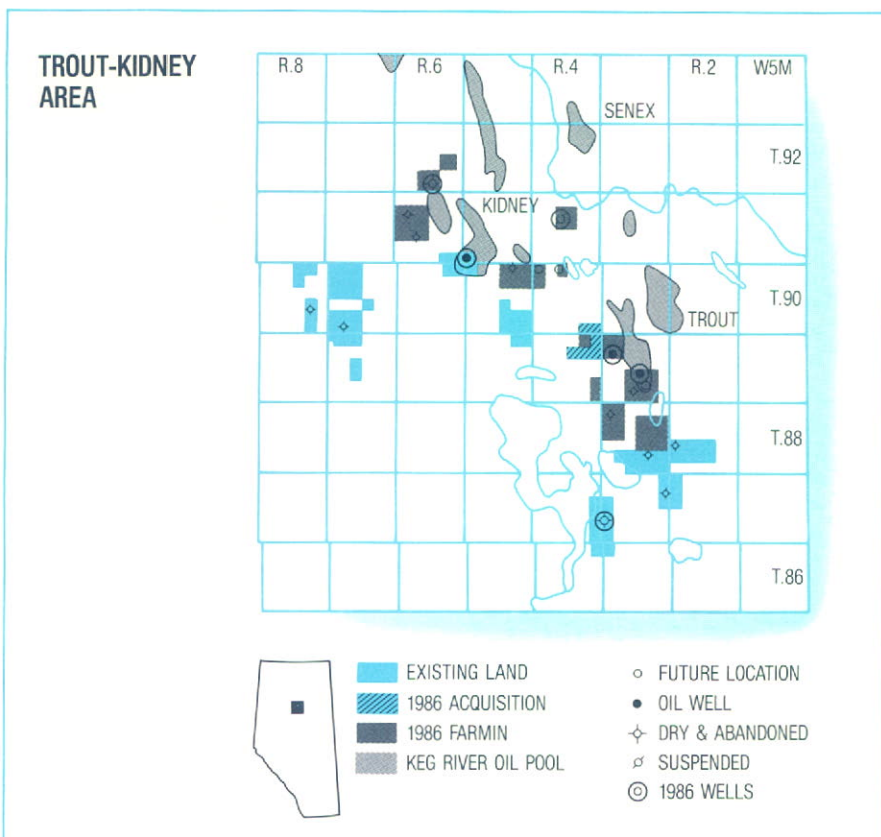 TROUT-KIDNEY
AREA
R.8 R.6 R.4 R.2 W5M
SENEX
T.92
KIDNEY
T.90
TROUT
T.88
T.86
EXISTING LAND
1986 ACQUISITION
1986 FARMIN
KEG RIVER OIL POOL
FUTURE LOCATION
OIL WELL
DRY & ABANDONED
SUSPENDED
1986 WELLS